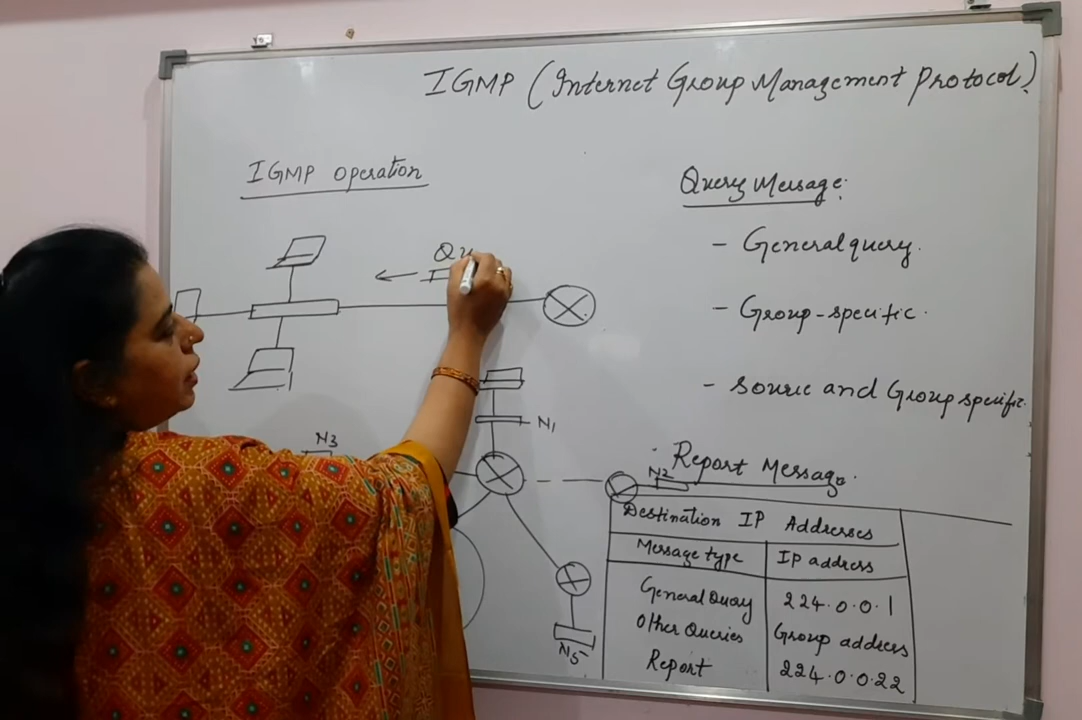 IGMP (Internet Group Management Protocol)
IGMP Operation
Qu
N3
N1
N2
N5
Query Message:
- General query.
- Group-specific.
- Source and Group specific.
Report Message.
Destination IP Addresses
Message type IP address
General Quay 224.0.0.1
Other Queries Group address
Report 224.0.0.22